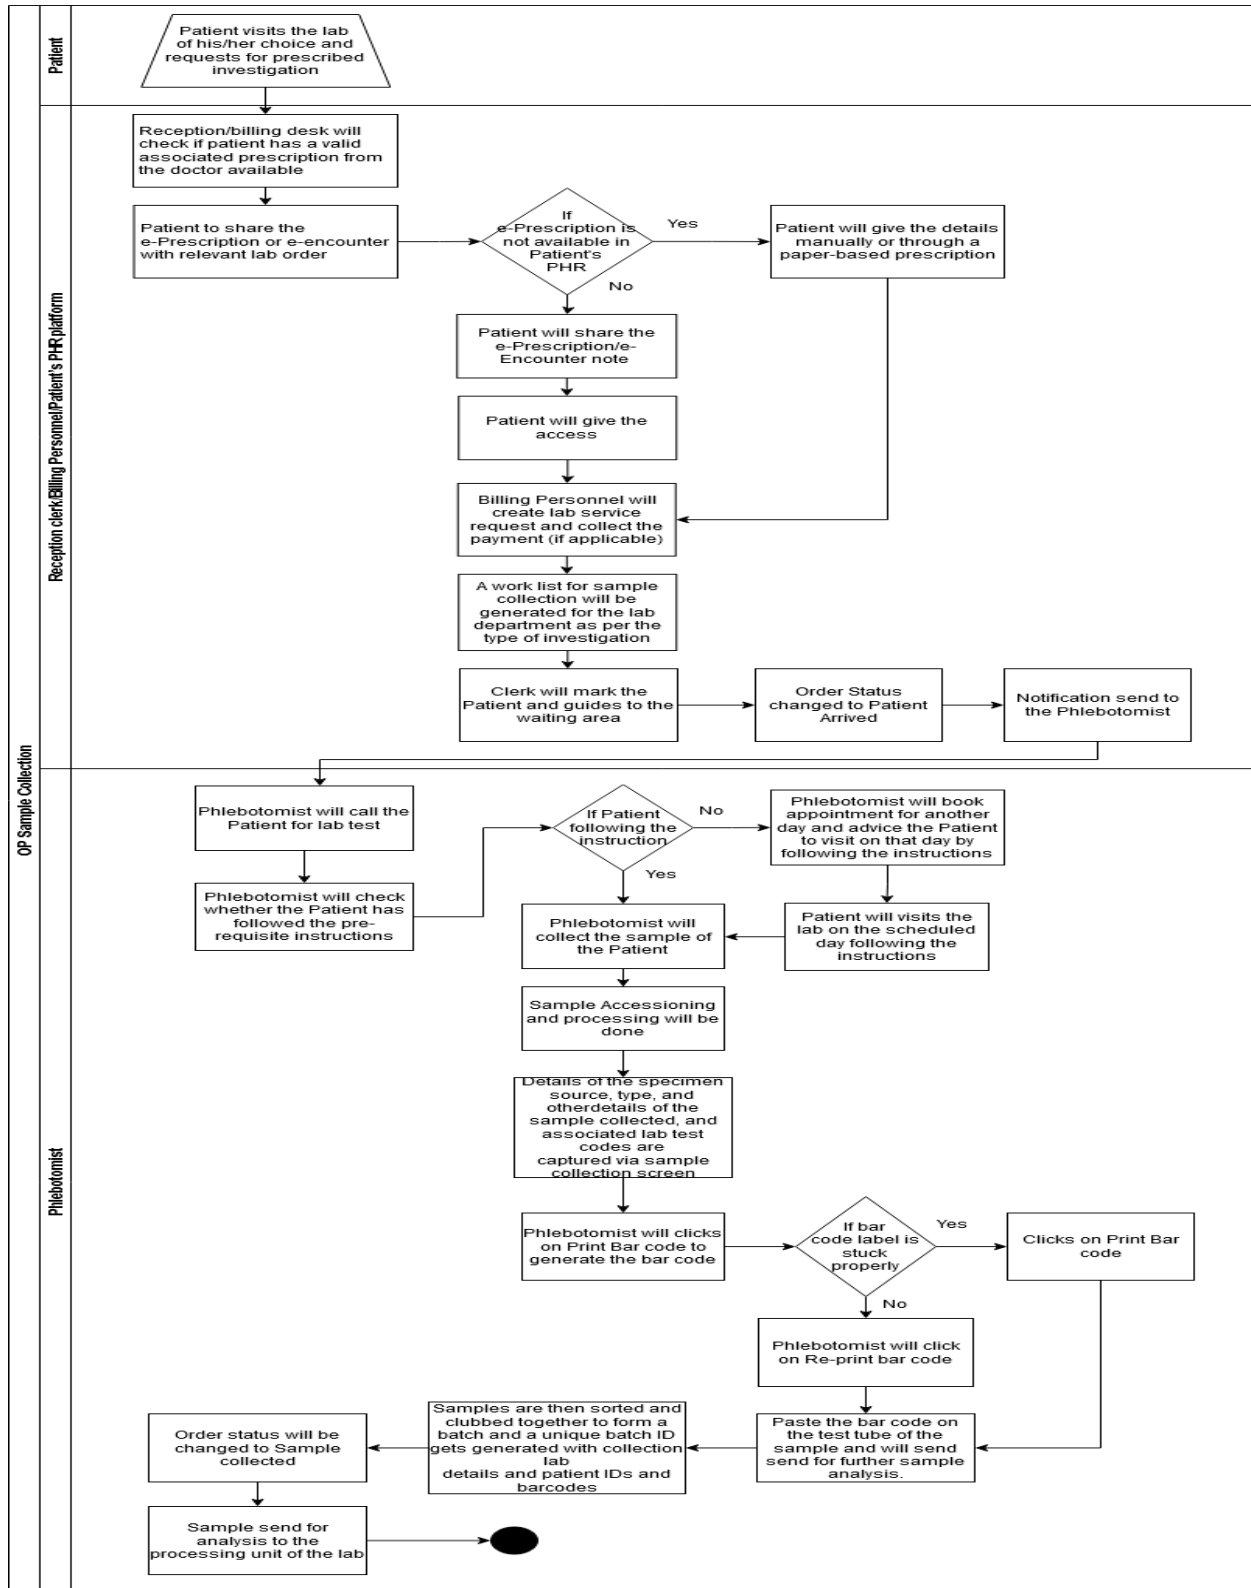 OP Sample Collection
Patient
Patient visits the lab
of his/her choice and
requests for prescribed
investigation
Reception clerk/Billing Personnel/Patient's PHR platform
Reception/billing desk will
check if patient has a valid
associated prescription from
the doctor available
Patient to share the
e-Prescription or e-encounter
with relevant lab order
If
e-Prescription is
not available in
Patient's
PHR
Yes
Patient will give the details
manually or through a
paper-based prescription
No
Patient will share the
e-Prescription/e-
Encounter note
Patient will give the
access
Billing Personnel will
create lab service
request and collect the
payment (if applicable)
A work list for sample
collection will be
generated for the lab
department as per the
type of investigation
Clerk will mark the
Patient and guides to the
waiting area
Order Status
changed to Patient
Arrived
Notification send to
the Phlebotomist
Phlebotomist
Phlebotomist will call the
Patient for lab test
Phlebotomist will check
whether the Patient has
followed the pre-
requisite instructions
If Patient
following the
instruction
No
Phlebotomist will book
appointment for another
day and advice the Patient
to visit on that day by
following the instructions
Yes
Patient will visits the
lab on the scheduled
day following the
instructions
Phlebotomist will
collect the sample of
the Patient
Sample Accessioning
and processing will be
done
Details of the specimen
source, type, and
otherdetails of the
sample collected, and
associated lab test
codes are
captured via sample
collection screen
Phlebotomist will clicks
on Print Bar code to
generate the bar code
If bar
code label is
stuck
properly
Yes
Clicks on Print Bar
code
No
Phlebotomist will click
on Re-print bar code
Paste the bar code on
the test tube of the
sample and will send
send for further sample
analysis.
Samples are then sorted and
clubbed together to form a
batch and a unique batch ID
gets generated with collection
lab
details and patient IDs and
barcodes
Order status will be
changed to Sample
collected
Sample send for
analysis to the
processing unit of the lab